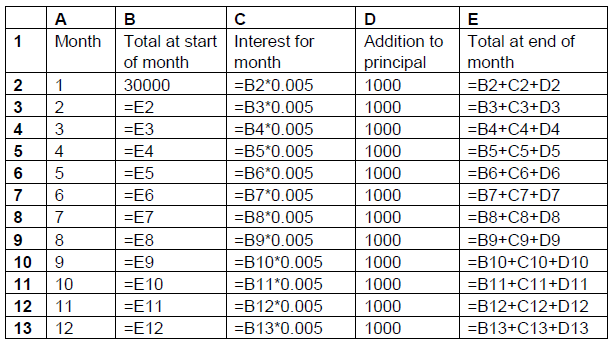 A B C D E
1 Month Total at start of month Interest for month Addition to principal Total at end of month
2 1 30000 =B2*0.005 1000 =B2+C2+D2
3 2 =E2 =B3*0.005 1000 =B3+C3+D3
4 3 =E3 =B4*0.005 1000 =B4+C4+D4
5 4 =E4 =B5*0.005 1000 =B5+C5+D5
6 5 =E5 =B6*0.005 1000 =B6+C6+D6
7 6 =E6 =B7*0.005 1000 =B7+C7+D7
8 7 =E7 =B8*0.005 1000 =B8+C8+D8
9 8 =E8 =B9*0.005 1000 =B9+C9+D9
10 9 =E9 =B10*0.005 1000 =B10+C10+D10
11 10 =E10 =B11*0.005 1000 =B11+C11+D11
12 11 =E11 =B12*0.005 1000 =B12+C12+D12
13 12 =E12 =B13*0.005 1000 =B13+C13+D13